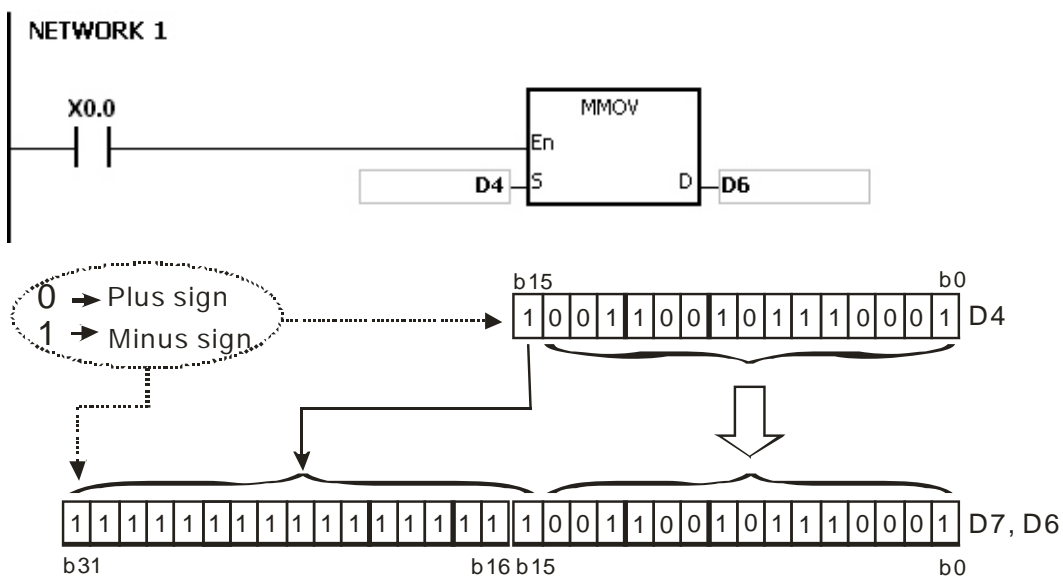 NETWORK 1
X0.0
MMOV
En
D4 S D D6
0 → Plus sign
1 → Minus sign
b15 b0
1 0 0 1 1 0 0 1 0 1 1 1 0 0 0 1 D4
1 1 1 1 1 1 1 1 1 1 1 1 1 1 1 1 1 0 0 1 1 0 0 1 0 1 1 1 0 0 0 1 D7, D6
b31 b16 b15 b0